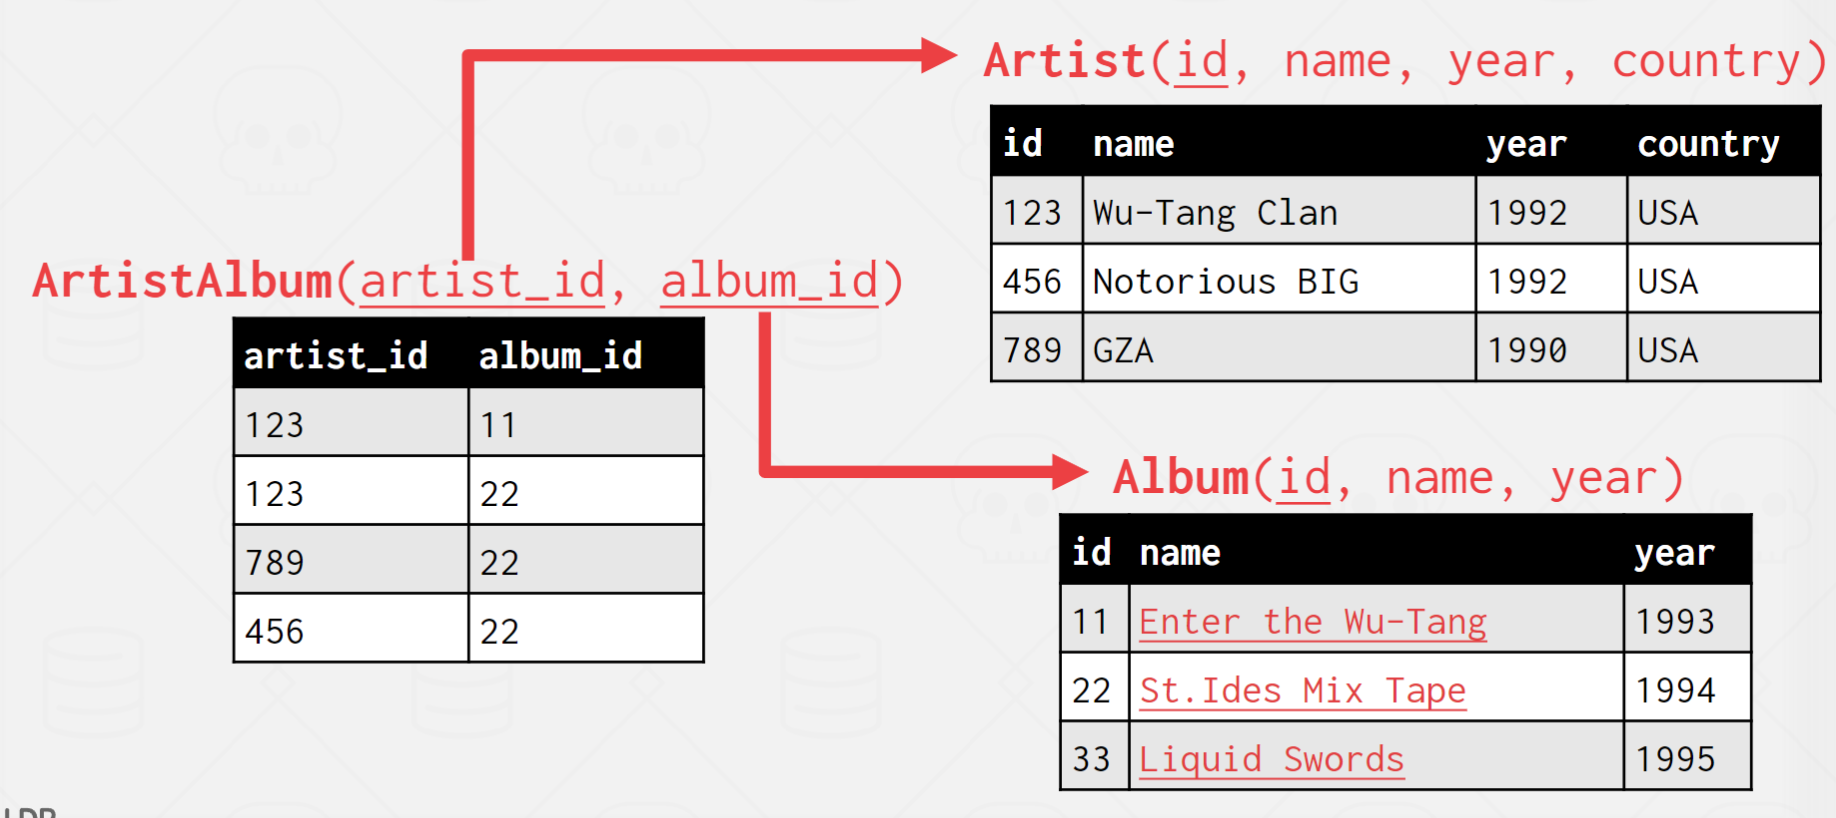 Artist(id, name, year, country)
id name year country
123 Wu-Tang Clan 1992 USA
456 Notorious BIG 1992 USA
789 GZA 1990 USA
ArtistAlbum(artist_id, album_id)
artist_id album_id
123 11
123 22
789 22
456 22
Album(id, name, year)
id name year
11 Enter the Wu-Tang 1993
22 St.Ides Mix Tape 1994
33 Liquid Swords 1995